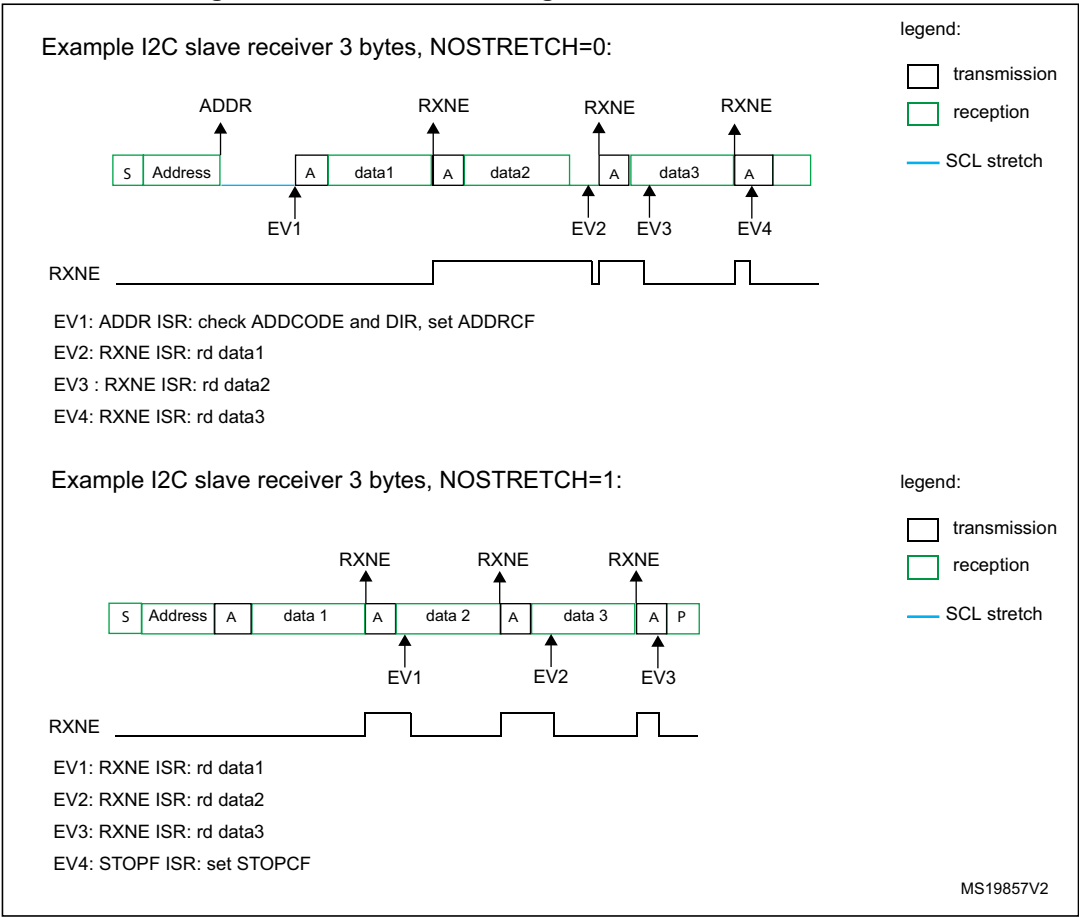 Example I2C slave receiver 3 bytes, NOSTRETCH=0:
legend:
transmission
reception
SCL stretch
ADDR RXNE RXNE RXNE
S Address A data1 A data2 A data3 A
EV1 EV2 EV3 EV4
RXNE
EV1: ADDR ISR: check ADDCODE and DIR, set ADDRCF
EV2: RXNE ISR: rd data1
EV3 : RXNE ISR: rd data2
EV4: RXNE ISR: rd data3
Example I2C slave receiver 3 bytes, NOSTRETCH=1:
legend:
transmission
reception
SCL stretch
RXNE RXNE RXNE
S Address A data 1 A data 2 A data 3 A P
EV1 EV2 EV3
RXNE
EV1: RXNE ISR: rd data1
EV2: RXNE ISR: rd data2
EV3: RXNE ISR: rd data3
EV4: STOPF ISR: set STOPCF
MS19857V2